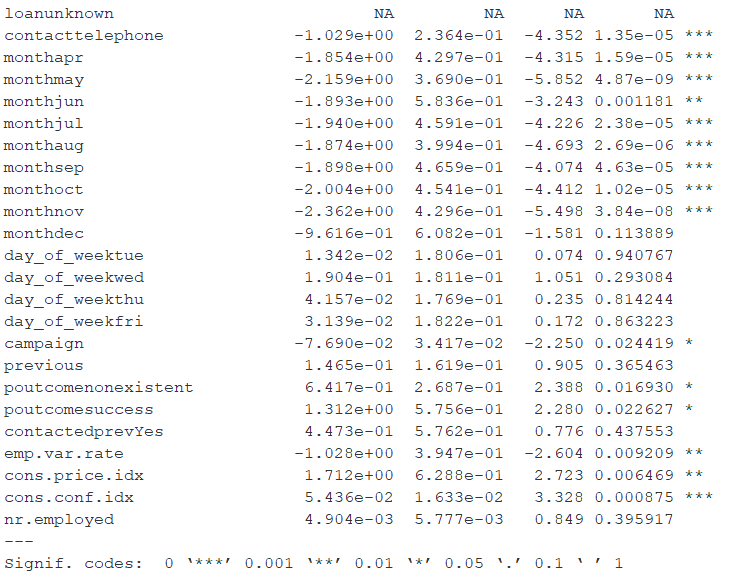 loanunknown NA NA NA NA
contacttelephone -1.029e+00 2.364e-01 -4.352 1.35e-05 ***
monthapr -1.854e+00 4.297e-01 -4.315 1.59e-05 ***
monthmay -2.159e+00 3.690e-01 -5.852 4.87e-09 ***
monthjun -1.893e+00 5.836e-01 -3.243 0.001181 **
monthjul -1.940e+00 4.591e-01 -4.226 2.38e-05 ***
monthaug -1.874e+00 3.994e-01 -4.693 2.69e-06 ***
monthsep -1.898e+00 4.659e-01 -4.074 4.63e-05 ***
monthoct -2.004e+00 4.541e-01 -4.412 1.02e-05 ***
monthnov -2.362e+00 4.296e-01 -5.498 3.84e-08 ***
monthdec -9.616e-01 6.082e-01 -1.581 0.113889
day_of_weektue 1.342e-02 1.806e-01 0.074 0.940767
day_of_weekwed 1.904e-01 1.811e-01 1.051 0.293084
day_of_weekthu 4.157e-02 1.769e-01 0.235 0.814244
day_of_weekfri 3.139e-02 1.822e-01 0.172 0.863223
campaign -7.690e-02 3.417e-02 -2.250 0.024419 *
previous 1.465e-01 1.619e-01 0.905 0.365463
poutcomenonexistent 6.417e-01 2.687e-01 2.388 0.016930 *
poutcomesuccess 1.312e+00 5.756e-01 2.280 0.022627 *
contactedprevYes 4.473e-01 5.762e-01 0.776 0.437553
emp.var.rate -1.028e+00 3.947e-01 -2.604 0.009209 **
cons.price.idx 1.712e+00 6.288e-01 2.723 0.006469 **
cons.conf.idx 5.436e-02 1.633e-02 3.328 0.000875 ***
nr.employed 4.904e-03 5.777e-03 0.849 0.395917
---
Signif. codes: 0 ‘***’ 0.001 ‘**’ 0.01 ‘*’ 0.05 ‘.’ 0.1 ‘ ’ 1